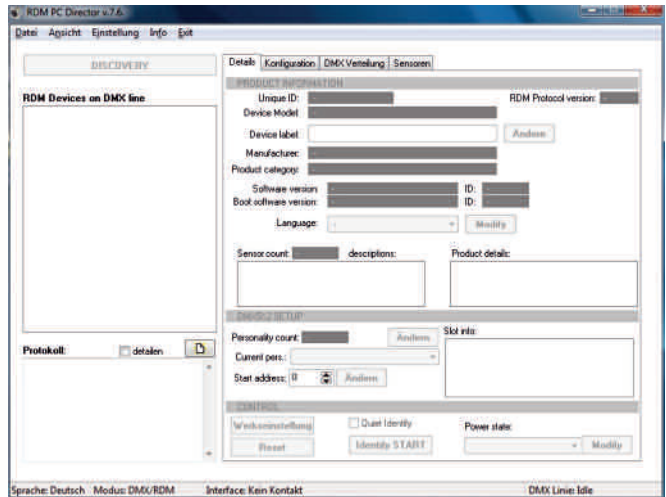 RDM PC Director v.7.6.
Datei Ansicht Einstellung Info Exit
DISCOVERY
RDM Devices on DMX line
Protokoll: detailen
Details Konfiguration DMX Verteilung Sensoren
PRODUCT INFORMATION
Unique ID: - RDM Protocol version: -
Device Model: -
Device label: Ändern
Manufacturer: -
Product category: -
Software version: - ID: -
Boot software version: - ID: -
Language: - Modify
Sensor count: - descriptions: Product details:
DMX512 SETUP
Personality count: Ändern Slot info:
Current pers.:
Start address: 0 Ändern
CONTROL
Werkseinstellung Quiet Identify Power state:
Reset Identify START - Modify
Sprache: Deutsch Modus: DMX/RDM Interface: Kein Kontakt DMX Linie: Idle